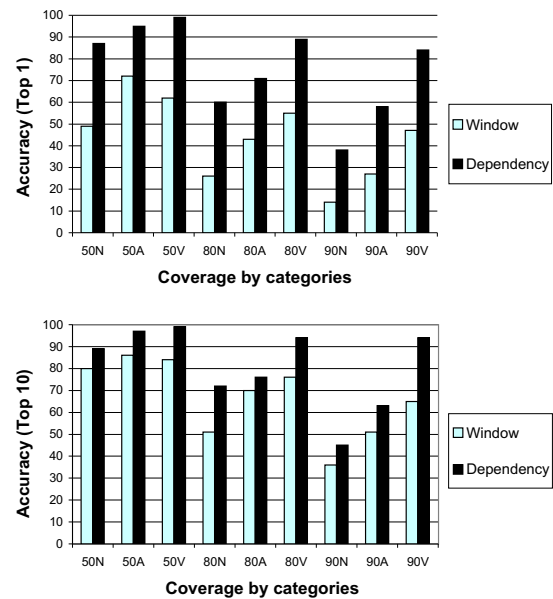 100
90
80
70
60
50
40
30
20
10
0
Accuracy (Top 1)
50N 50A 50V 80N 80A 80V 90N 90A 90V
Coverage by categories
Window
Dependency
100
90
80
70
60
50
40
30
20
10
0
Accuracy (Top 10)
50N 50A 50V 80N 80A 80V 90N 90A 90V
Coverage by categories
Window
Dependency